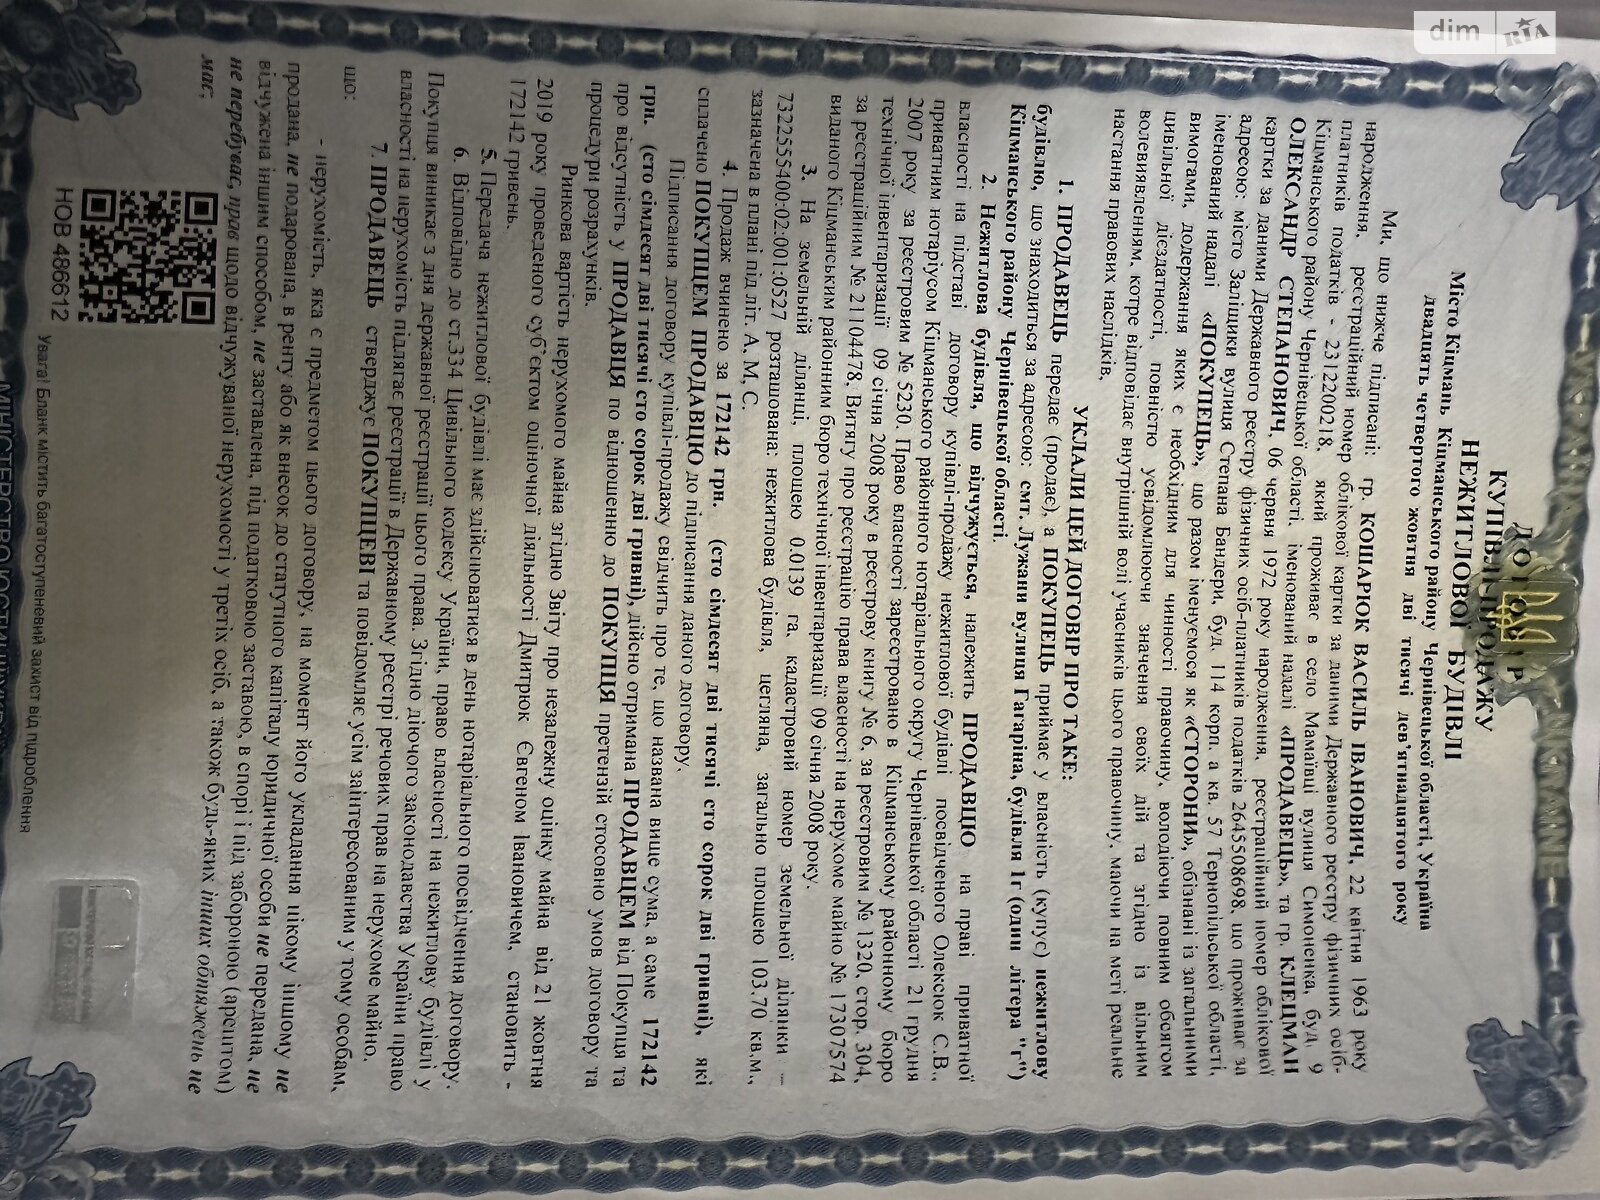 dim RIA
ДОГОВІР
КУПІВЛІ-ПРОДАЖУ
НЕЖИТЛОВОЇ БУДІВЛІ
Місто Кіцмань Кіцманського району Чернівецької області, Україна
двадцять четвертого жовтня дві тисячі дев'ятнадцятого року
Ми, що нижче підписані: гр. КОШАРЮК ВАСИЛЬ ІВАНОВИЧ, 22 квітня 1963 року
народження, реєстраційний номер облікової картки за даними Державного реєстру фізичних осіб-
платників податків - 2312200218, який проживає в село Мамаївці вулиця Симоненка, буд. 9
Кіцманського району Чернівецької області, іменований надалі «ПРОДАВЕЦЬ», та гр. КЛЕЦМАН
ОЛЕКСАНДР СТЕПАНОВИЧ, 06 червня 1972 року народження, реєстраційний номер облікової
картки за даними Державного реєстру фізичних осіб-платників податків 2645508698, що проживає за
адресою: місто Заліщики вулиця Степана Бандери, буд. 114 корп. а кв. 57 Тернопільської області,
іменований надалі «ПОКУПЕЦЬ», що разом іменуємося як «СТОРОНИ», обізнані із загальними
вимогами, додержання яких є необхідним для чинності правочину, володіючи повним обсягом
цивільної дієздатності, повністю усвідомлюючи значення своїх дій та згідно із вільним
волевиявленням, котре відповідає внутрішній волі учасників цього правочину, маючи на меті реальне
настання правових наслідків,
УКЛАЛИ ЦЕЙ ДОГОВІР ПРО ТАКЕ:
1. ПРОДАВЕЦЬ передає (продає), а ПОКУПЕЦЬ приймає у власність (купує) нежитлову
будівлю, що знаходиться за адресою: смт. Лужани вулиця Гагаріна, будівля 1г (один літера "г")
Кіцманського району Чернівецької області.
2. Нежитлова будівля, що відчужується, належить ПРОДАВЦЮ на праві приватної
власності на підставі договору купівлі-продажу нежитлової будівлі посвідченого Олексюк С.В.,
приватним нотаріусом Кіцманського районного нотаріального округу Чернівецької області 21 грудня
2007 року за реєстровим № 5230. Право власності зареєстровано в Кіцманському районному бюро
технічної інвентаризації 09 січня 2008 року в реєстрову книгу № 6, за реєстровим № 1320, стор. 304,
за реєстраційним № 21104478, Витягу про реєстрацію права власності на нерухоме майно № 17307574
виданого Кіцманським районним бюро технічної інвентаризації 09 січня 2008 року.
3. На земельній ділянці, площею 0.0139 га, кадастровий номер земельної ділянки –
7322555400:02:001:0527 розташована: нежитлова будівля, цегляна, загально площею 103.70 кв.м.,
зазначена в плані під літ. А, М, С.
4. Продаж вчинено за 172142 грн. (сто сімдесят дві тисячі сто сорок дві гривні), які
сплачено ПОКУПЦЕМ ПРОДАВЦЮ до підписання даного договору.
Підписання договору купівлі-продажу свідчить про те, що названа вище сума, а саме 172142
грн. (сто сімдесят дві тисячі сто сорок дві гривні), дійсно отримана ПРОДАВЦЕМ від Покупця та
про відсутність у ПРОДАВЦЯ по відношенню до ПОКУПЦЯ претензій стосовно умов договору та
процедури розрахунків.
Ринкова вартість нерухомого майна згідно Звіту про незалежну оцінку майна від 21 жовтня
2019 року проведеного суб'єктом оціночної діяльності Дмитрюк Євгеном Івановичем, становить -
172142 гривень.
5. Передача нежитлової будівлі має здійснюватися в день нотаріального посвідчення договору.
6. Відповідно до ст.334 Цивільного кодексу України, право власності на нежитлову будівлі у
Покупця виникає з дня державної реєстрації цього права. Згідно діючого законодавства України право
власності на нерухомість підлягає реєстрації в Державному реєстрі речових прав на нерухоме майно.
7. ПРОДАВЕЦЬ стверджує ПОКУПЦЕВІ та повідомляє усім заінтересованим у тому особам,
що:
- нерухомість, яка є предметом цього договору, на момент його укладання нікому іншому не
продана, не подарована, в ренту або як внесок до статутного капіталу юридичної особи не передана, не
відчужена іншим способом, не заставлена, під податковою заставою, в спорі і під забороною (арештом)
не перебуває, прав щодо відчужуваної нерухомості у третіх осіб, а також будь-яких інших обтяжень не
має;
НОВ 486612
Увага! Бланк містить багатоступеневий захист від підроблення